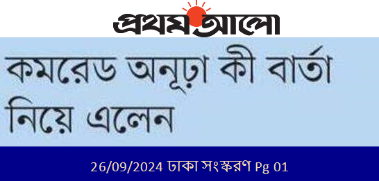 প্রথম আলো
কমরেড অনূঢ়া কী বার্তা
নিয়ে এলেন
26/09/2024 ঢাকা সংস্করণ Pg 01